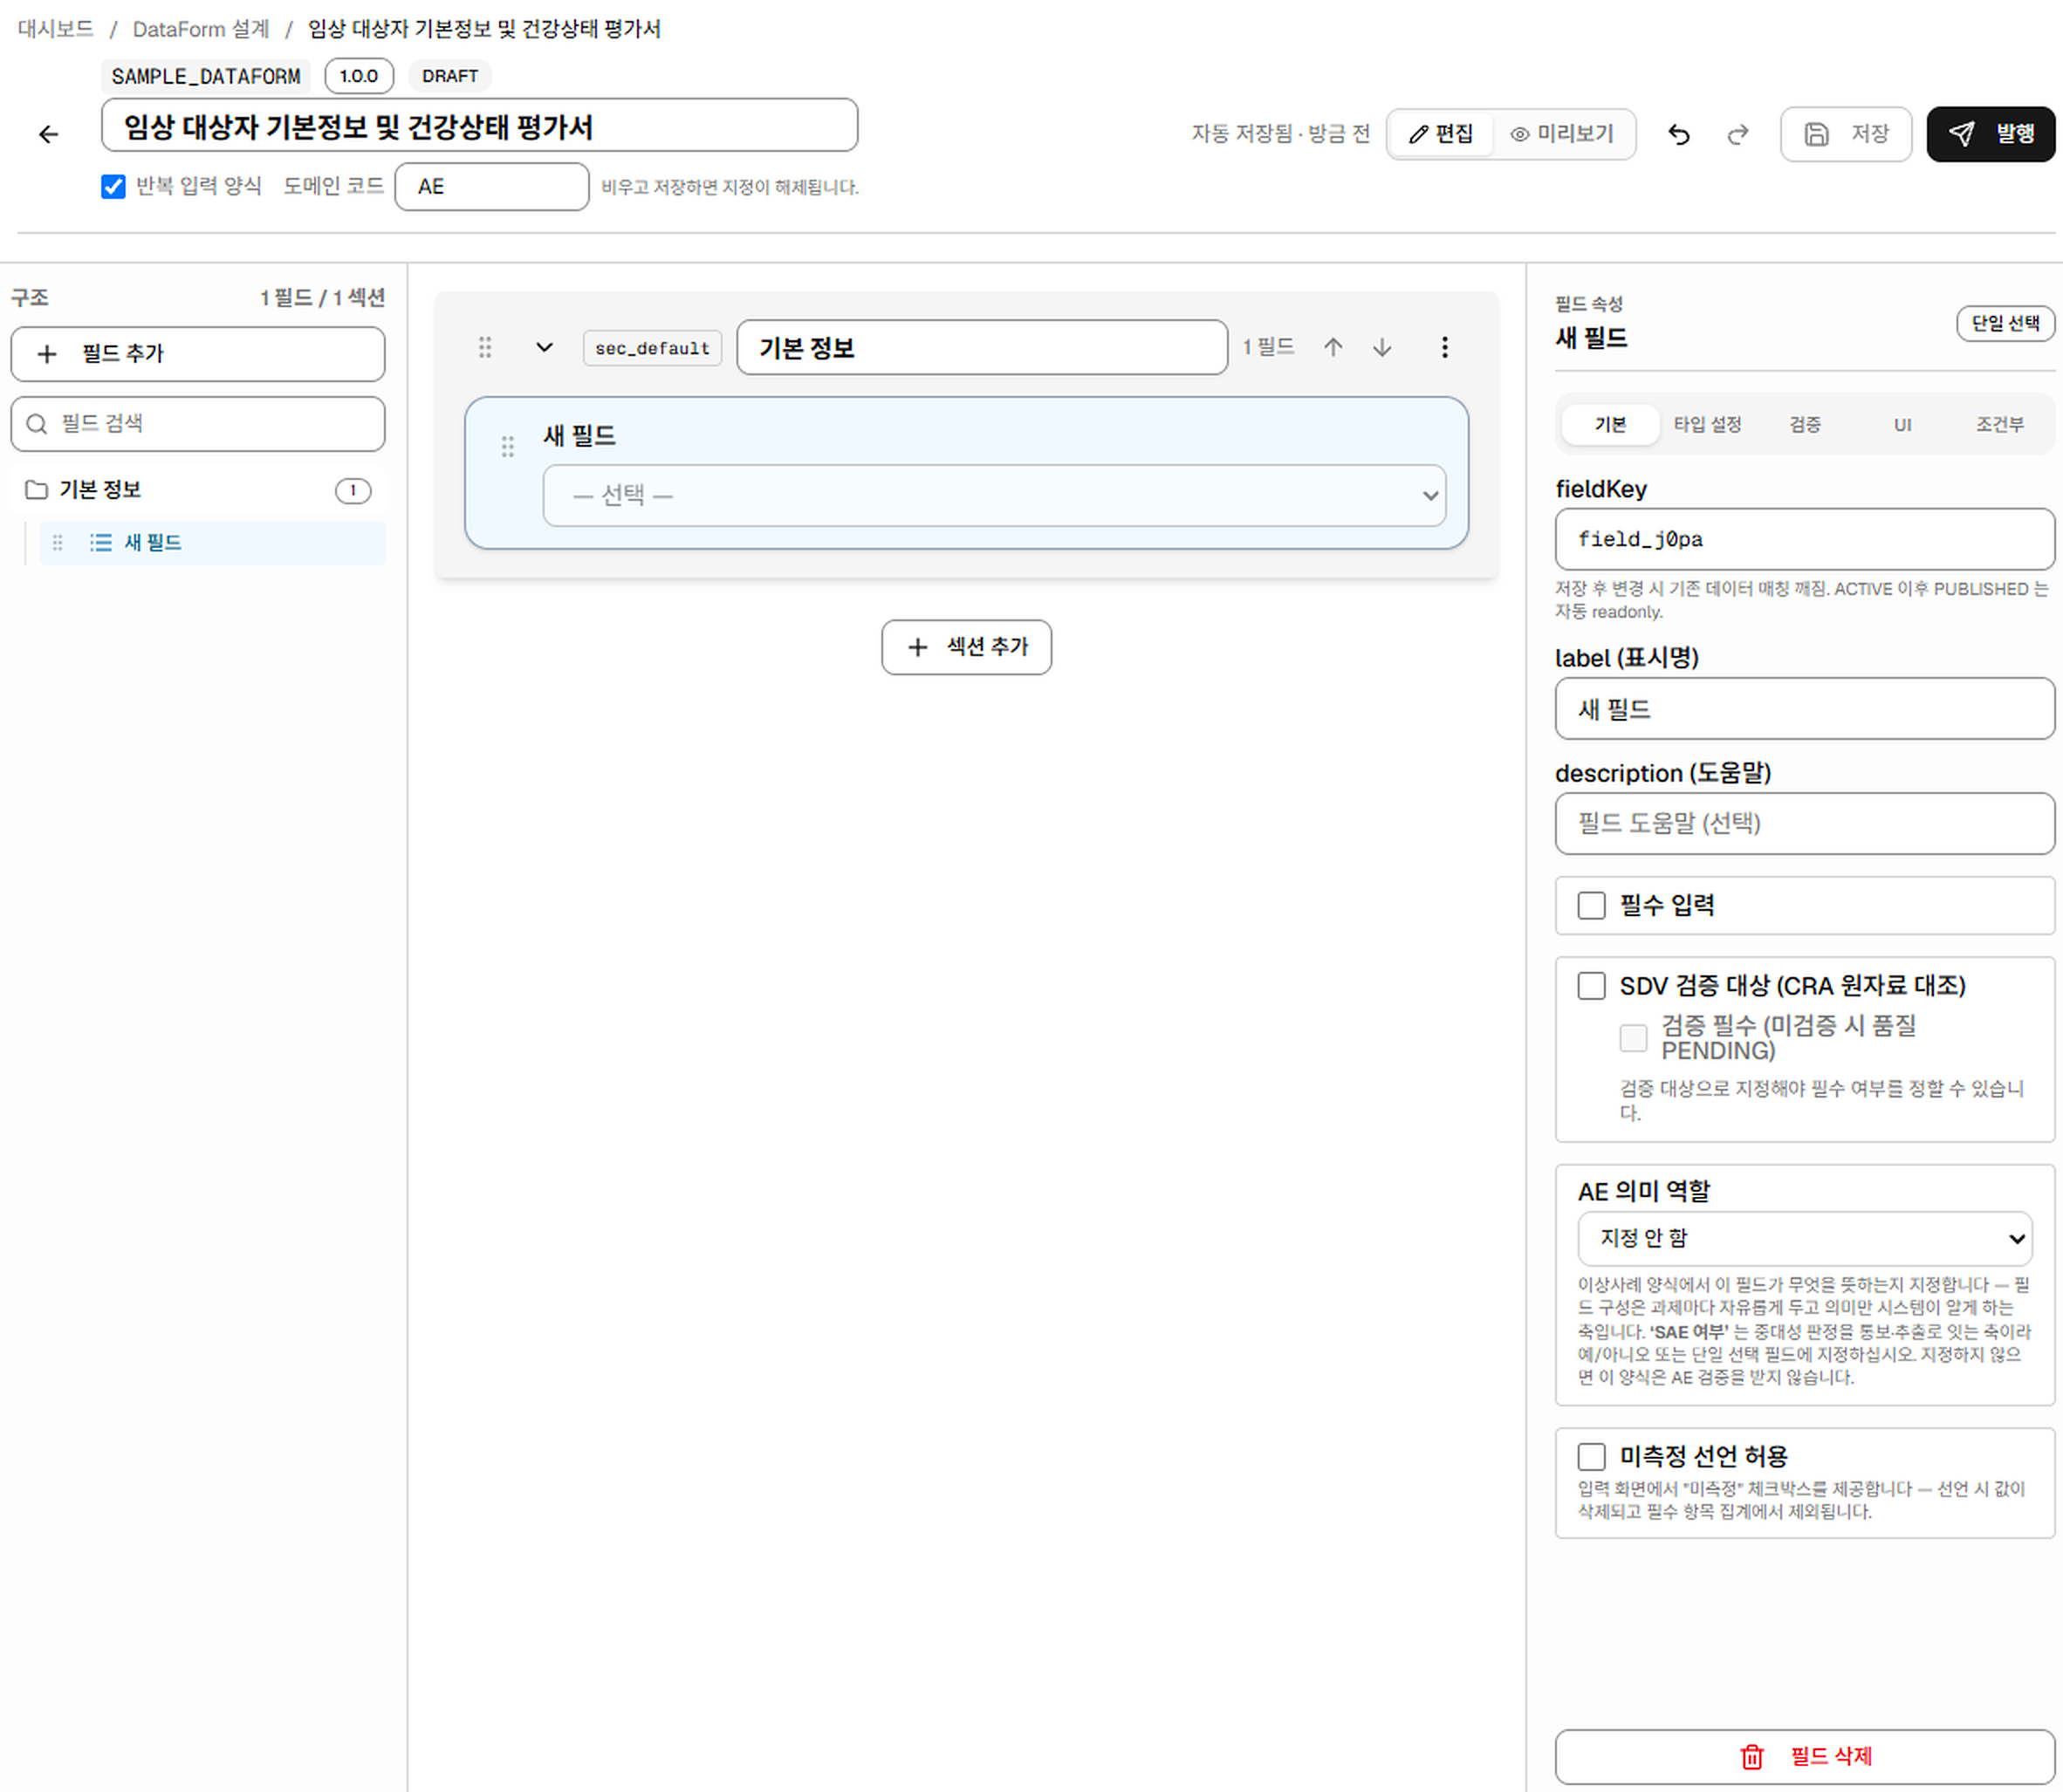 대시보드 / DataForm 설계 / 임상 대상자 기본정보 및 건강상태 평가서
SAMPLE_DATAFORM 1.0.0 DRAFT
임상 대상자 기본정보 및 건강상태 평가서
자동 저장됨 · 방금 전 편집 미리보기 저장 발행
반복 입력 양식 도메인 코드 AE 비우고 저장하면 지정이 해제됩니다.
구조 1 필드 / 1 섹션
필드 추가
필드 검색
기본 정보 1
새 필드
sec_default 기본 정보 1 필드
새 필드
— 선택 —
섹션 추가
필드 속성
새 필드 단일 선택
기본 타입 설정 검증 UI 조건부
fieldKey
field_j0pa
저장 후 변경 시 기존 데이터 매칭 깨짐. ACTIVE 이후 PUBLISHED 는
자동 readonly.
label (표시명)
새 필드
description (도움말)
필드 도움말 (선택)
필수 입력
SDV 검증 대상 (CRA 원자료 대조)
검증 필수 (미검증 시 품질
PENDING)
검증 대상으로 지정해야 필수 여부를 정할 수 있습니
다.
AE 의미 역할
지정 안 함
이상사례 양식에서 이 필드가 무엇을 뜻하는지 지정합니다 — 필
드 구성은 과제마다 자유롭게 두고 의미만 시스템이 알게 하는
축입니다. ‘SAE 여부’ 는 중대성 판정을 통보·추출로 잇는 축이라
예/아니오 또는 단일 선택 필드에 지정하십시오. 지정하지 않으
면 이 양식은 AE 검증을 받지 않습니다.
미측정 선언 허용
입력 화면에서 "미측정" 체크박스를 제공합니다 — 선언 시 값이
삭제되고 필수 항목 집계에서 제외됩니다.
필드 삭제